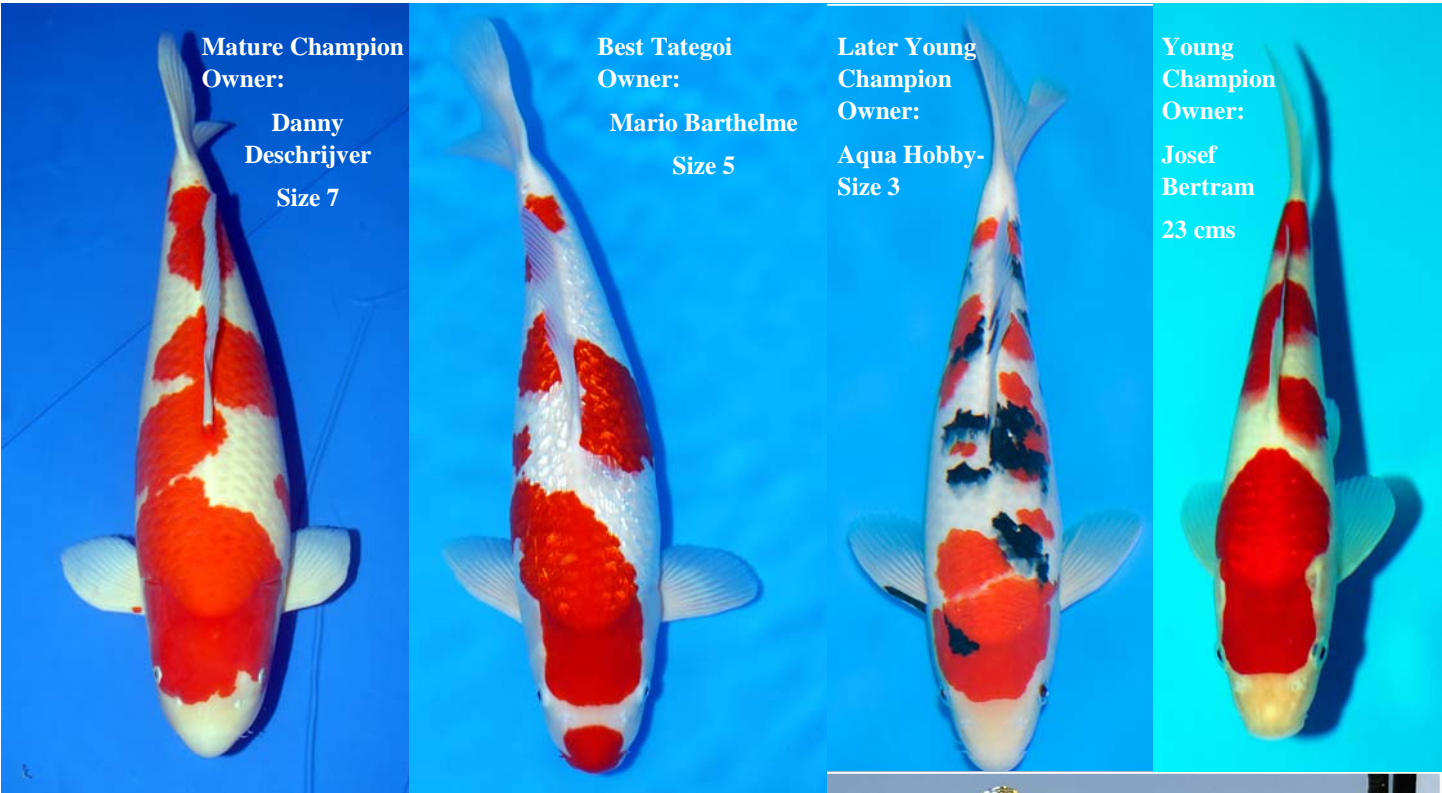 Mature Champion
Owner:
Danny
Deschrijver
Size 7
Best Tategoi
Owner:
Mario Barthelme
Size 5
Later Young
Champion
Owner:
Aqua Hobby-
Size 3
Young
Champion
Owner:
Josef
Bertram
23 cms